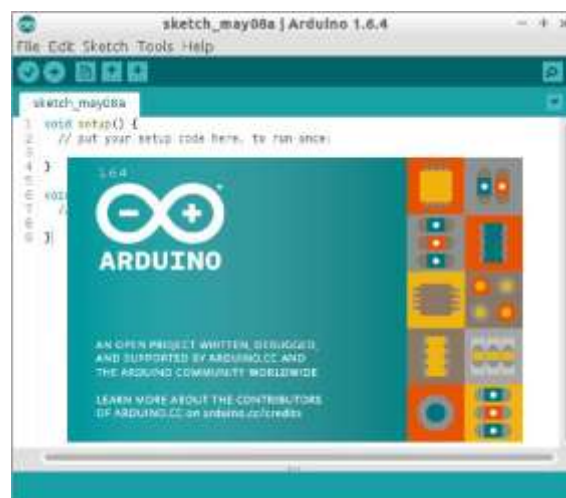 sketch_may08a | Arduino 1.6.4
File Edit Sketch Tools Help
sketch_may08a
1 void setup() {
2 // put your setup code here, to run once:
3
4 }
5
6 void
7 //
8
9 }
1.6.4
ARDUINO
AN OPEN PROJECT WRITTEN, DEBUGGED,
AND SUPPORTED BY ARDUINO.CC AND
THE ARDUINO COMMUNITY WORLDWIDE
LEARN MORE ABOUT THE CONTRIBUTORS
OF ARDUINO.CC on arduino.cc/credits